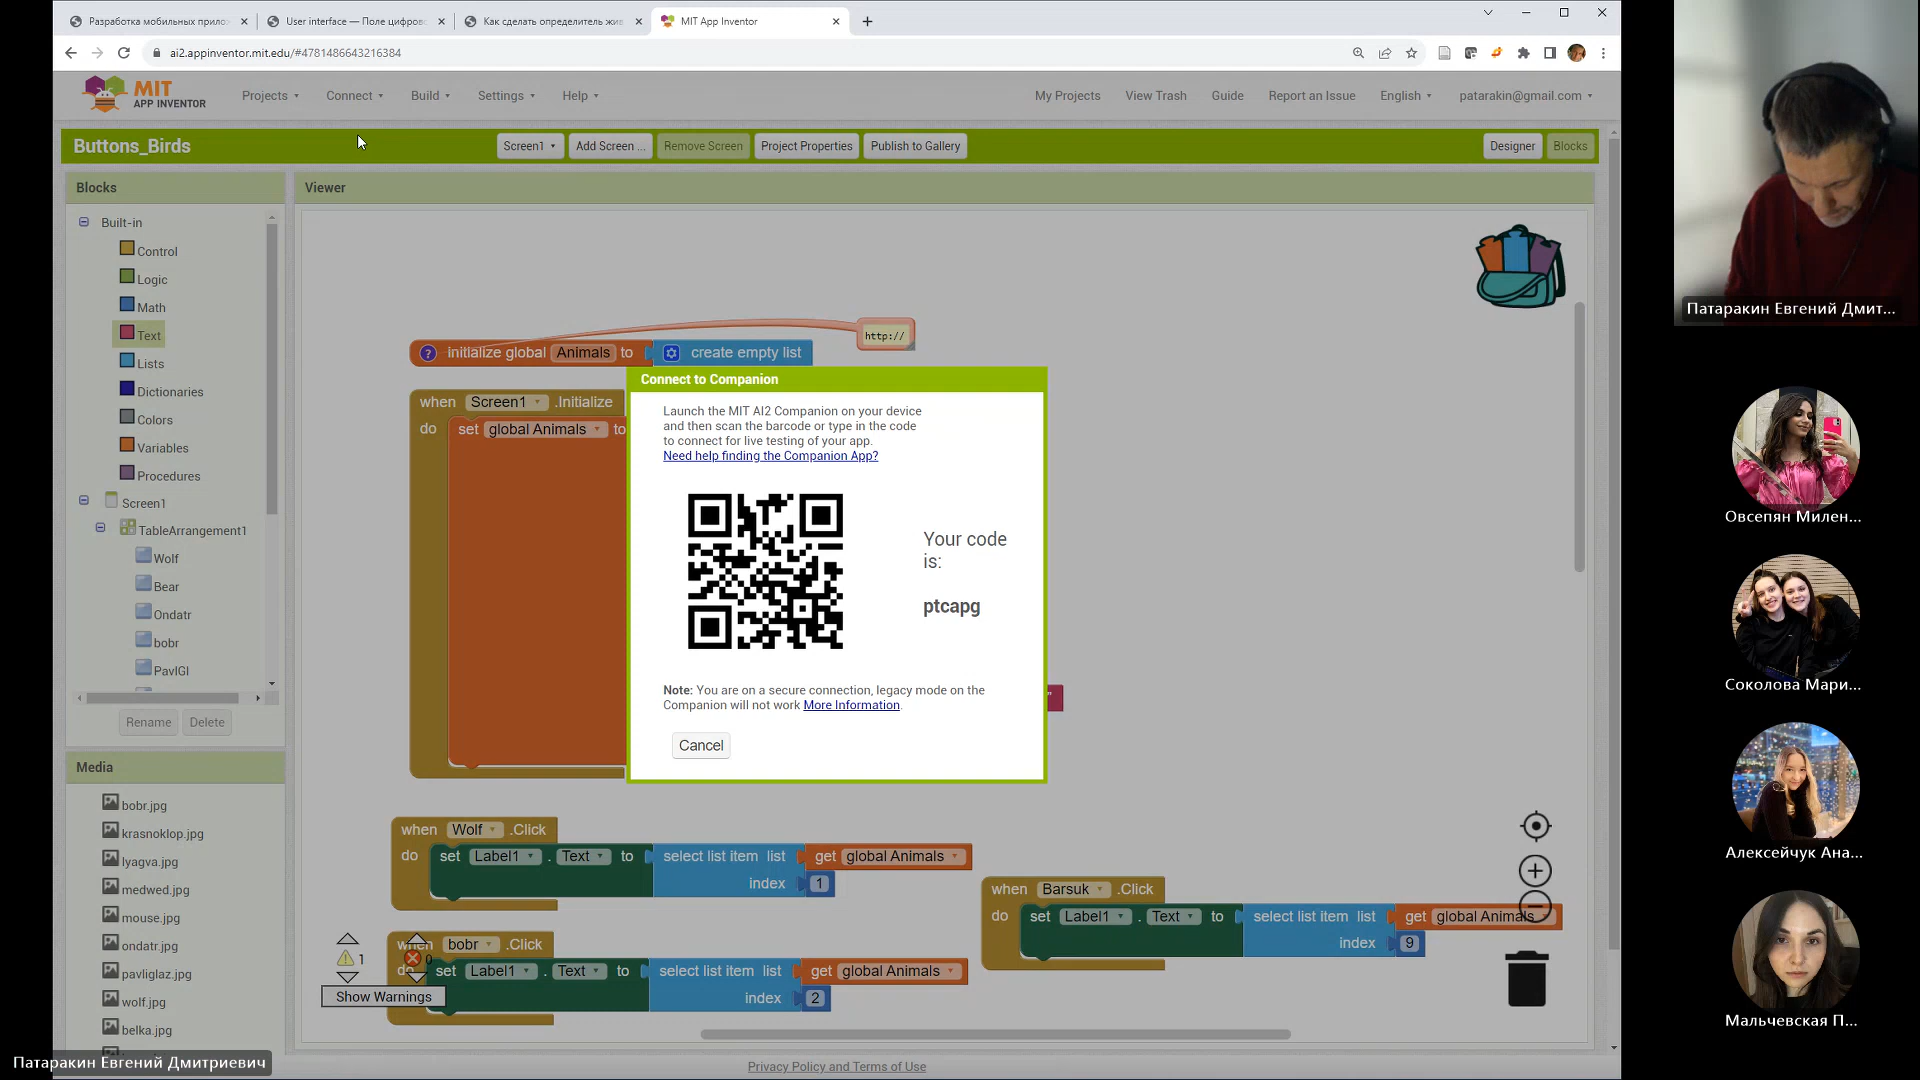 Разработка мобильных прило
User interface — Поле цифров
Как сделать определитель жив
MIT App Inventor
ai2.appinventor.mit.edu/#4781486643216384
MIT
APP INVENTOR
Projects
Connect
Build
Settings
Help
My Projects
View Trash
Guide
Report an Issue
English
patarakin@gmail.com
Buttons_Birds
Screen1
Add Screen ...
Remove Screen
Project Properties
Publish to Gallery
Designer
Blocks
Blocks
Built-in
Control
Logic
Math
Text
Lists
Dictionaries
Colors
Variables
Procedures
Screen1
TableArrangement1
Wolf
Bear
Ondatr
bobr
PavlGl
Rename
Delete
Media
bobr.jpg
krasnoklop.jpg
lyagva.jpg
medwed.jpg
mouse.jpg
ondatr.jpg
pavliglaz.jpg
wolf.jpg
belka.jpg
Viewer
http://
? initialize global Animals to create empty list
when Screen1 .Initialize
do set global Animals to
"
Connect to Companion
Launch the MIT AI2 Companion on your device
and then scan the barcode or type in the code
to connect for live testing of your app.
Need help finding the Companion App?
Your code
is:
ptcapg
Note: You are on a secure connection, legacy mode on the
Companion will not work More Information.
Cancel
when Wolf .Click
do set Label1 . Text to select list item list get global Animals
index 1
when bobr .Click
do set Label1 . Text to select list item list get global Animals
index 2
when Barsuk .Click
do set Label1 . Text to select list item list get global Animals
index 9
1
0
Show Warnings
Privacy Policy and Terms of Use
Патаракин Евгений Дмитриевич
Патаракин Евгений Дмит...
Овсепян Милен...
Соколова Мари...
Алексейчук Ана...
Мальчевская П...